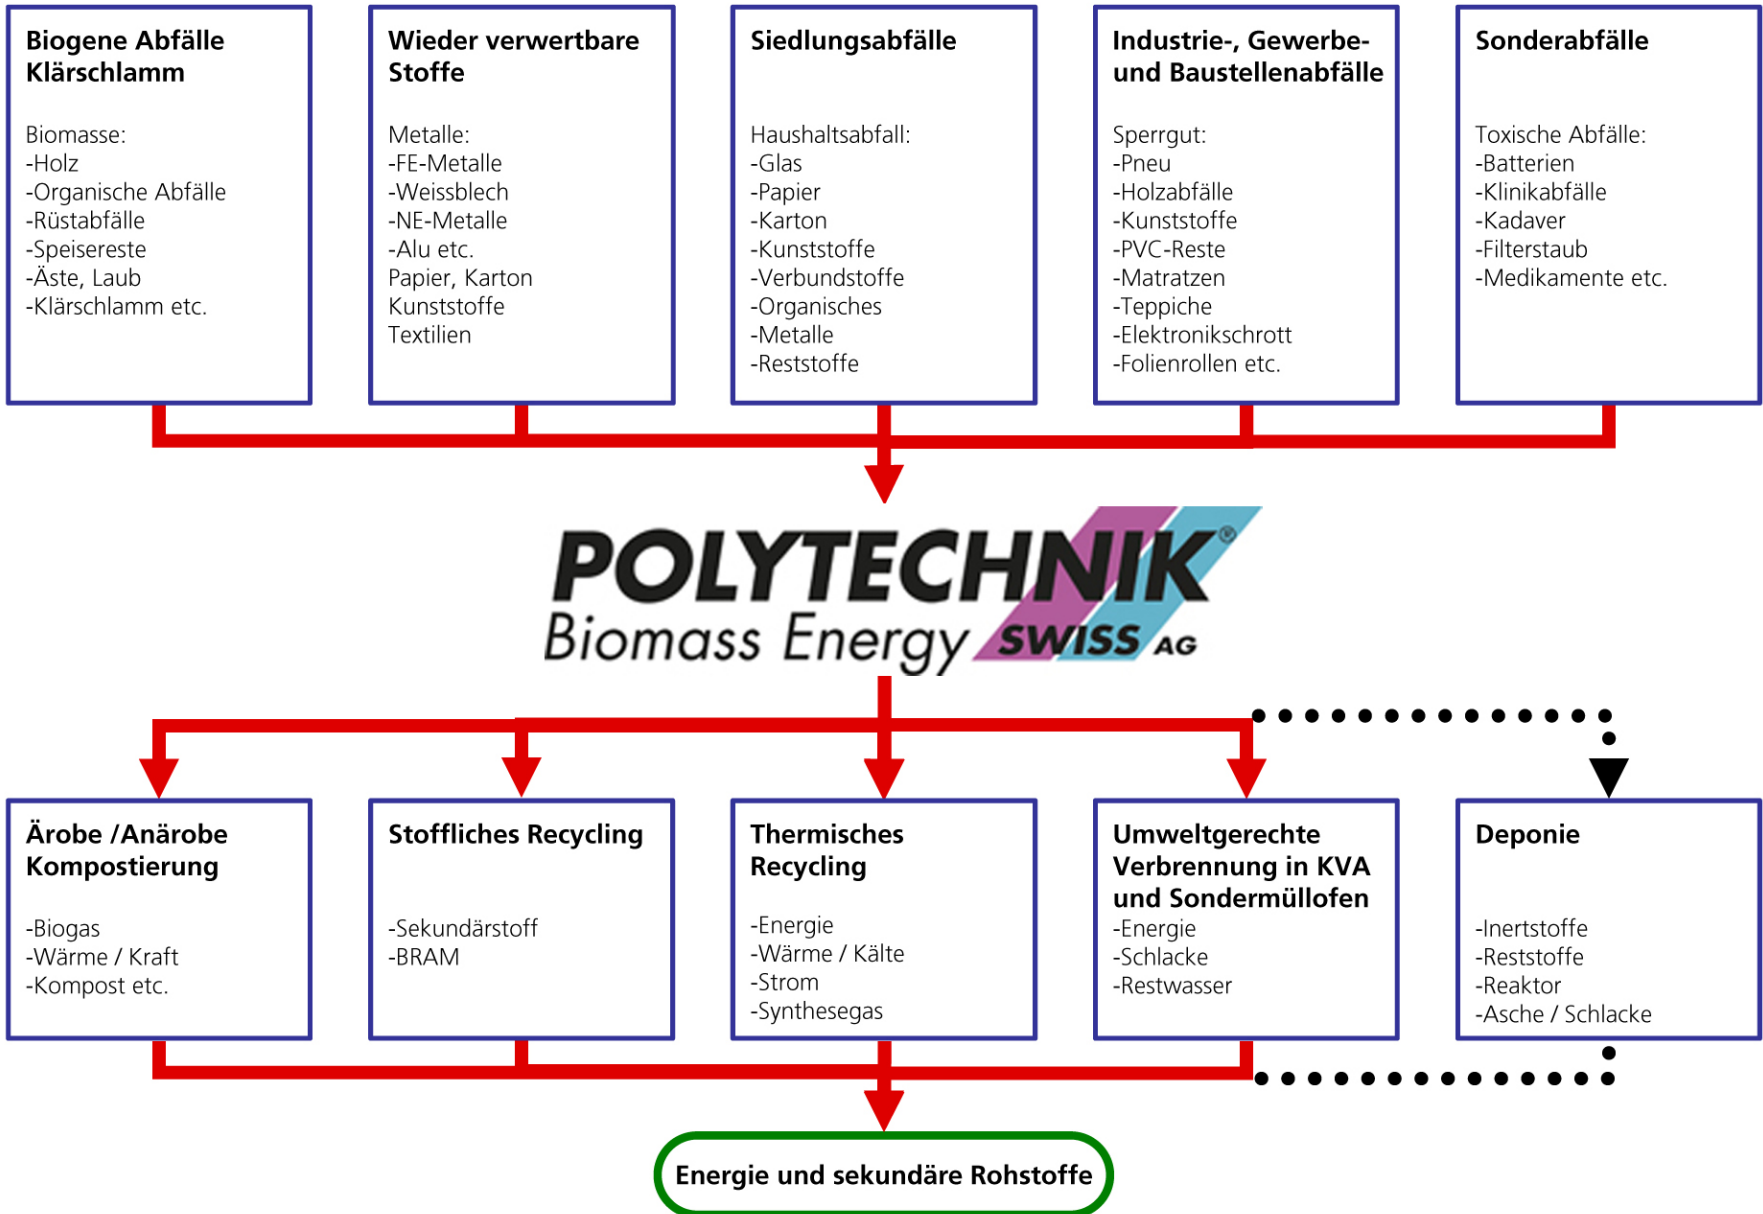 Biogene Abfälle
Klärschlamm
Biomasse:
-Holz
-Organische Abfälle
-Rüstabfälle
-Speisereste
-Äste, Laub
-Klärschlamm etc.
Wieder verwertbare
Stoffe
Metalle:
-FE-Metalle
-Weissblech
-NE-Metalle
-Alu etc.
Papier, Karton
Kunststoffe
Textilien
Siedlungsabfälle
Haushaltsabfall:
-Glas
-Papier
-Karton
-Kunststoffe
-Verbundstoffe
-Organisches
-Metalle
-Reststoffe
Industrie-, Gewerbe-
und Baustellenabfälle
Sperrgut:
-Pneu
-Holzabfälle
-Kunststoffe
-PVC-Reste
-Matratzen
-Teppiche
-Elektronikschrott
-Folienrollen etc.
Sonderabfälle
Toxische Abfälle:
-Batterien
-Klinikabfälle
-Kadaver
-Filterstaub
-Medikamente etc.
POLYTECHNIK®
Biomass Energy SWISS AG
Ärobe /Anärobe
Kompostierung
-Biogas
-Wärme / Kraft
-Kompost etc.
Stoffliches Recycling
-Sekundärstoff
-BRAM
Thermisches
Recycling
-Energie
-Wärme / Kälte
-Strom
-Synthesegas
Umweltgerechte
Verbrennung in KVA
und Sondermüllofen
-Energie
-Schlacke
-Restwasser
Deponie
-Inertstoffe
-Reststoffe
-Reaktor
-Asche / Schlacke
Energie und sekundäre Rohstoffe